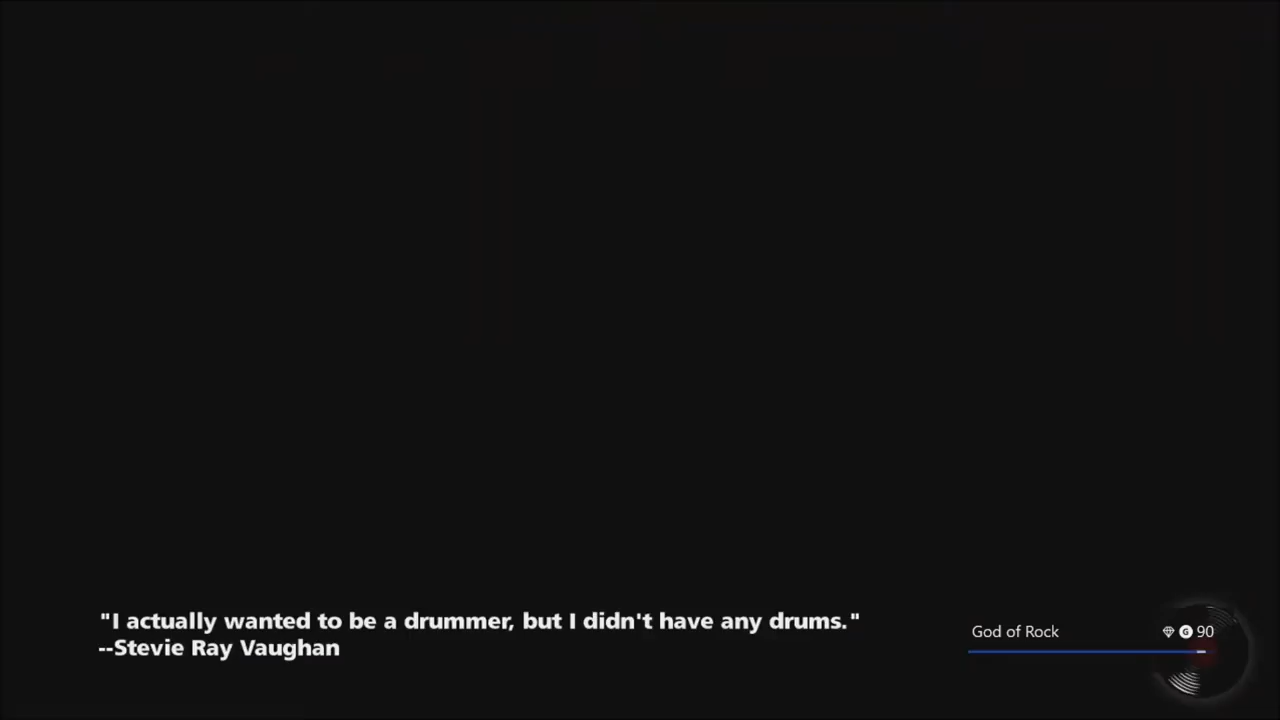 "I actually wanted to be a drummer, but I didn't have any drums."
--Stevie Ray Vaughan
God of Rock G 90